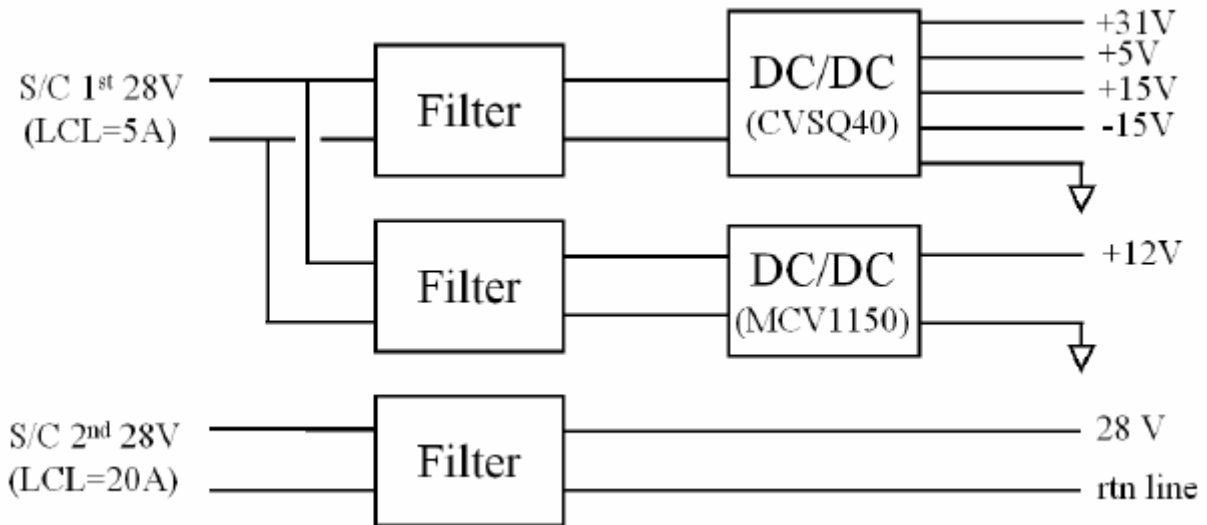 S/C 1st 28V
(LCL=5A)
Filter
DC/DC
(CVSQ40)
+31V
+5V
+15V
-15V
Filter
DC/DC
(MCV1150)
+12V
S/C 2nd 28V
(LCL=20A)
Filter
28 V
rtn line